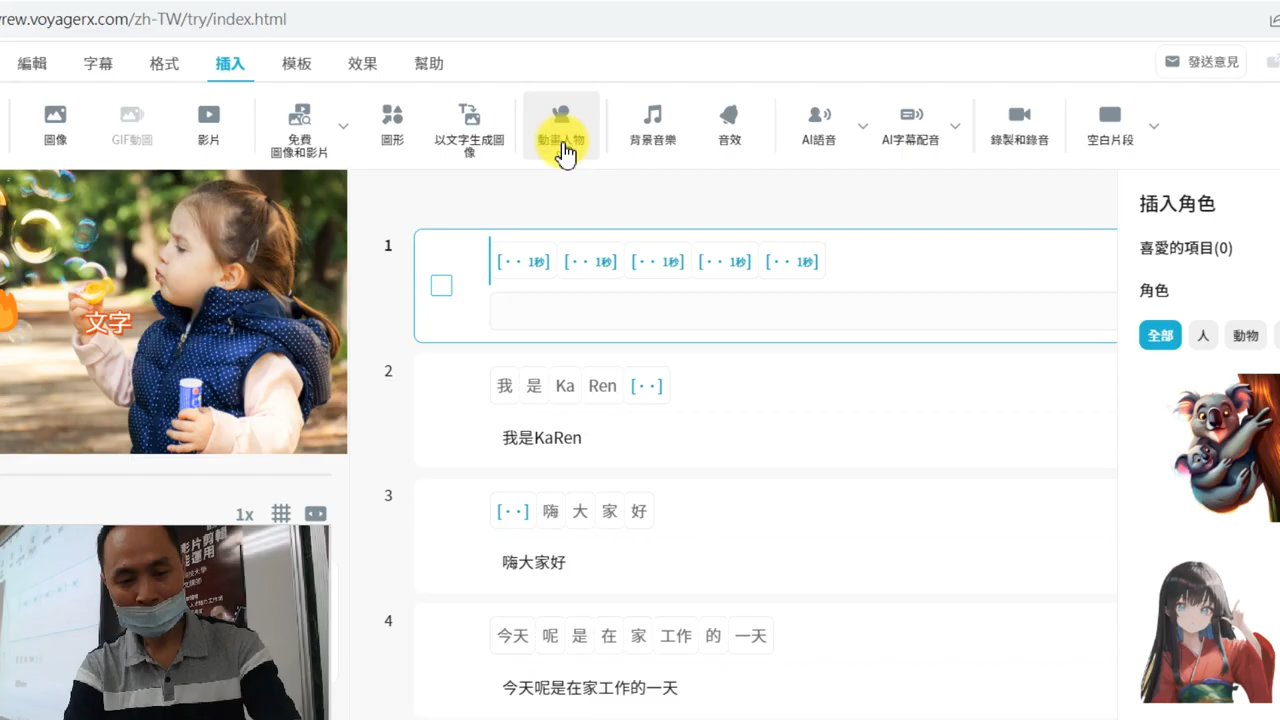 rew.voyagerx.com/zh-TW/try/index.html
編輯 字幕 格式 插入 模板 效果 幫助 發送意見
圖像 GIF動圖 影片 免費 圖像和影片 圖形 以文字生成圖像 動畫人物 背景音樂 音效 AI語音 AI字幕配音 錄製和錄音 空白片段
文字
1x
影片剪輯
1
[·· 1秒] [·· 1秒] [·· 1秒] [·· 1秒] [·· 1秒]
2
我 是 Ka Ren [··]
我是KaRen
3
[··] 嗨 大 家 好
嗨大家好
4
今天 呢 是 在 家 工作 的 一天
今天呢是在家工作的一天
插入角色
喜愛的項目(0)
角色
全部 人 動物